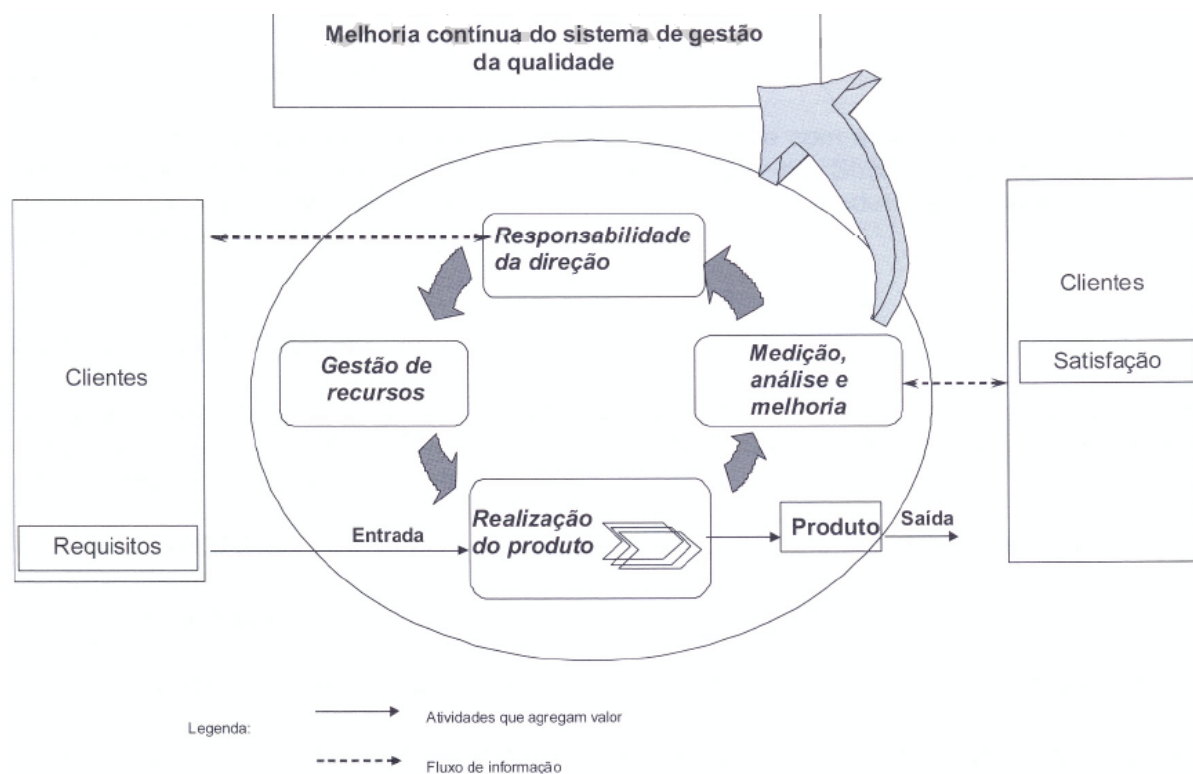 Melhoria contínua do sistema de gestão
da qualidade
Responsabilidade
da direção
Clientes
Clientes
Gestão de
recursos
Medição,
análise e
melhoria
Satisfação
Realização
do produto
Entrada
Produto
Saída
Requisitos
Legenda:
Atividades que agregam valor
Fluxo de informação